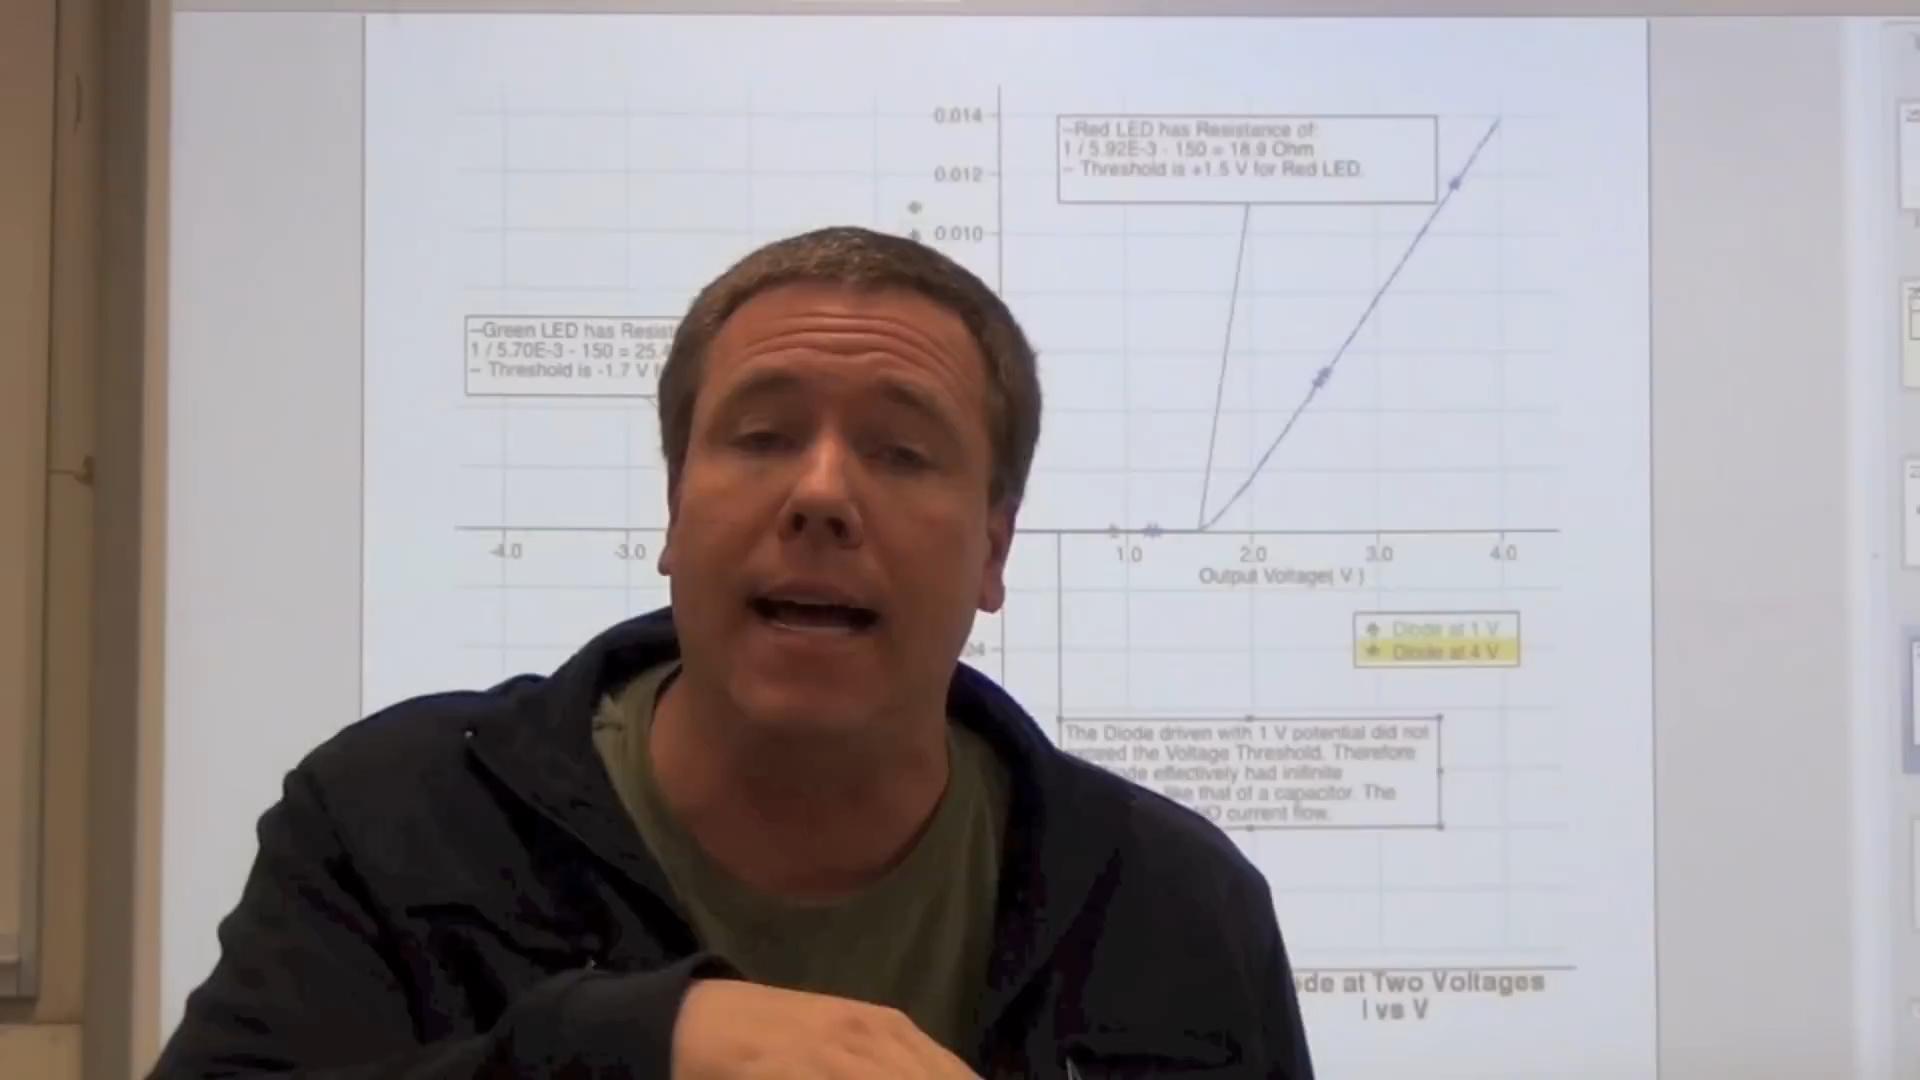 0.014
0.012
0.010
-Red LED has Resistance of:
1 / 5.92E-3 - 150 = 18.9 Ohm
- Threshold is +1.5 V for Red LED.
-Green LED has
1 / 5.70E-3 - 150 =
- Threshold is -1.7 V
-4.0
-3.0
1.0
2.0
3.0
4.0
Output Voltage( V )
Diode at 1 V
Diode at 4 V
The Diode driven with 1 V potential did not
the Voltage Threshold. Therefore
effectively had inifinite
like that of a capacitor. The
current flow.
at Two Voltages
I vs V